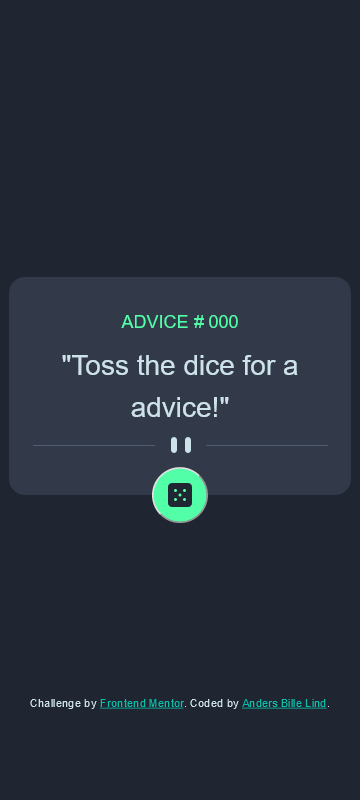 ADVICE # 000
"Toss the dice for a
advice!"
Challenge by Frontend Mentor. Coded by Anders Bille Lind.